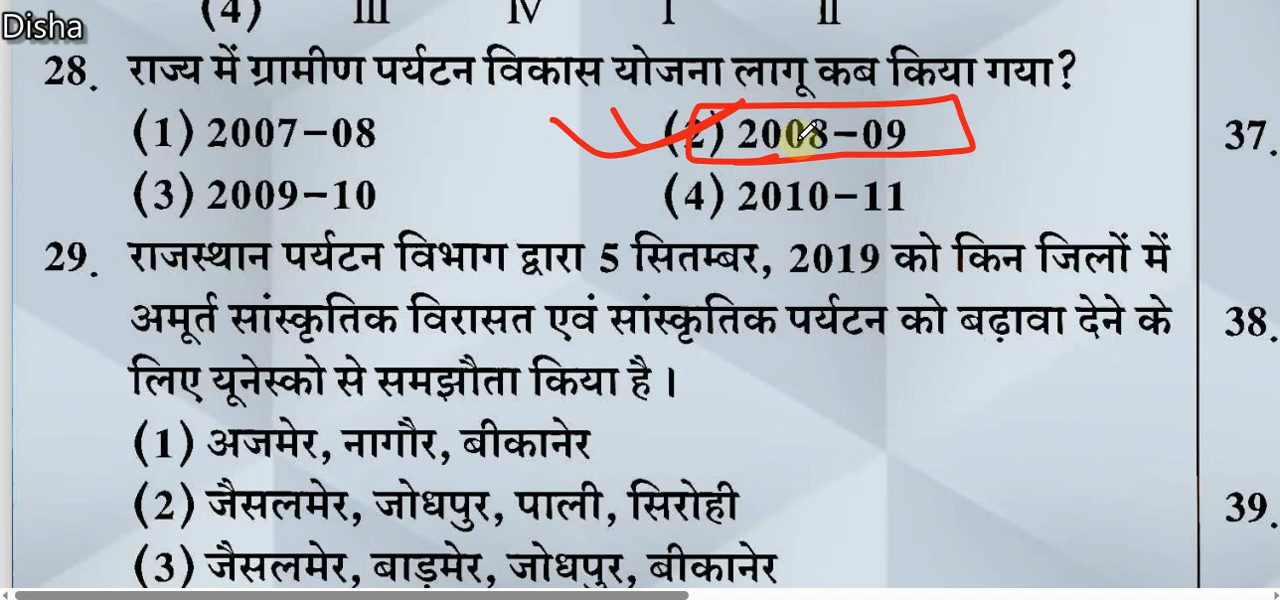 Disha
(4) III IV I II
28. राज्य में ग्रामीण पर्यटन विकास योजना लागू कब किया गया?
(1) 2007-08 (2) 2008-09
(3) 2009-10 (4) 2010-11
29. राजस्थान पर्यटन विभाग द्वारा 5 सितम्बर, 2019 को किन जिलों में
अमूर्त सांस्कृतिक विरासत एवं सांस्कृतिक पर्यटन को बढ़ावा देने के
लिए यूनेस्को से समझौता किया है।
(1) अजमेर, नागौर, बीकानेर
(2) जैसलमेर, जोधपुर, पाली, सिरोही
(3) जैसलमेर, बाड़मेर, जोधपुर, बीकानेर
37.
38.
39.